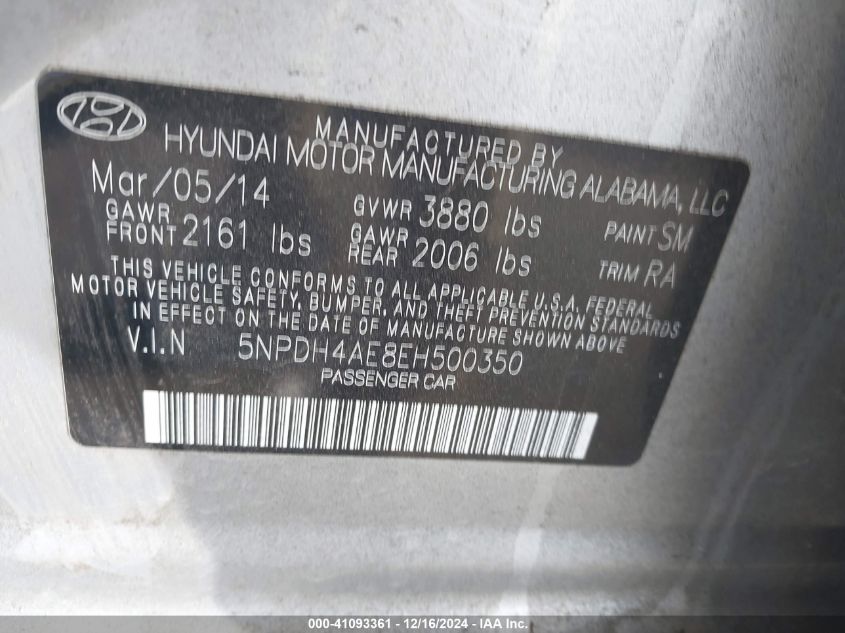 MANUFACTURED BY
HYUNDAI MOTOR MANUFACTURING ALABAMA, LLC
Mar/05/14
GAWR FRONT 2161 lbs
GVWR 3880 lbs
GAWR REAR 2006 lbs
PAINT SM
TRIM RA
THIS VEHICLE CONFORMS TO ALL APPLICABLE U.S.A. FEDERAL
MOTOR VEHICLE SAFETY, BUMPER, AND THEFT PREVENTION STANDARDS
IN EFFECT ON THE DATE OF MANUFACTURE SHOWN ABOVE.
V.I.N 5NPDH4AE8EH500350
PASSENGER CAR
000-41093361 - 12/16/2024 - © COPYRIGHT 2024 IAA, LLC